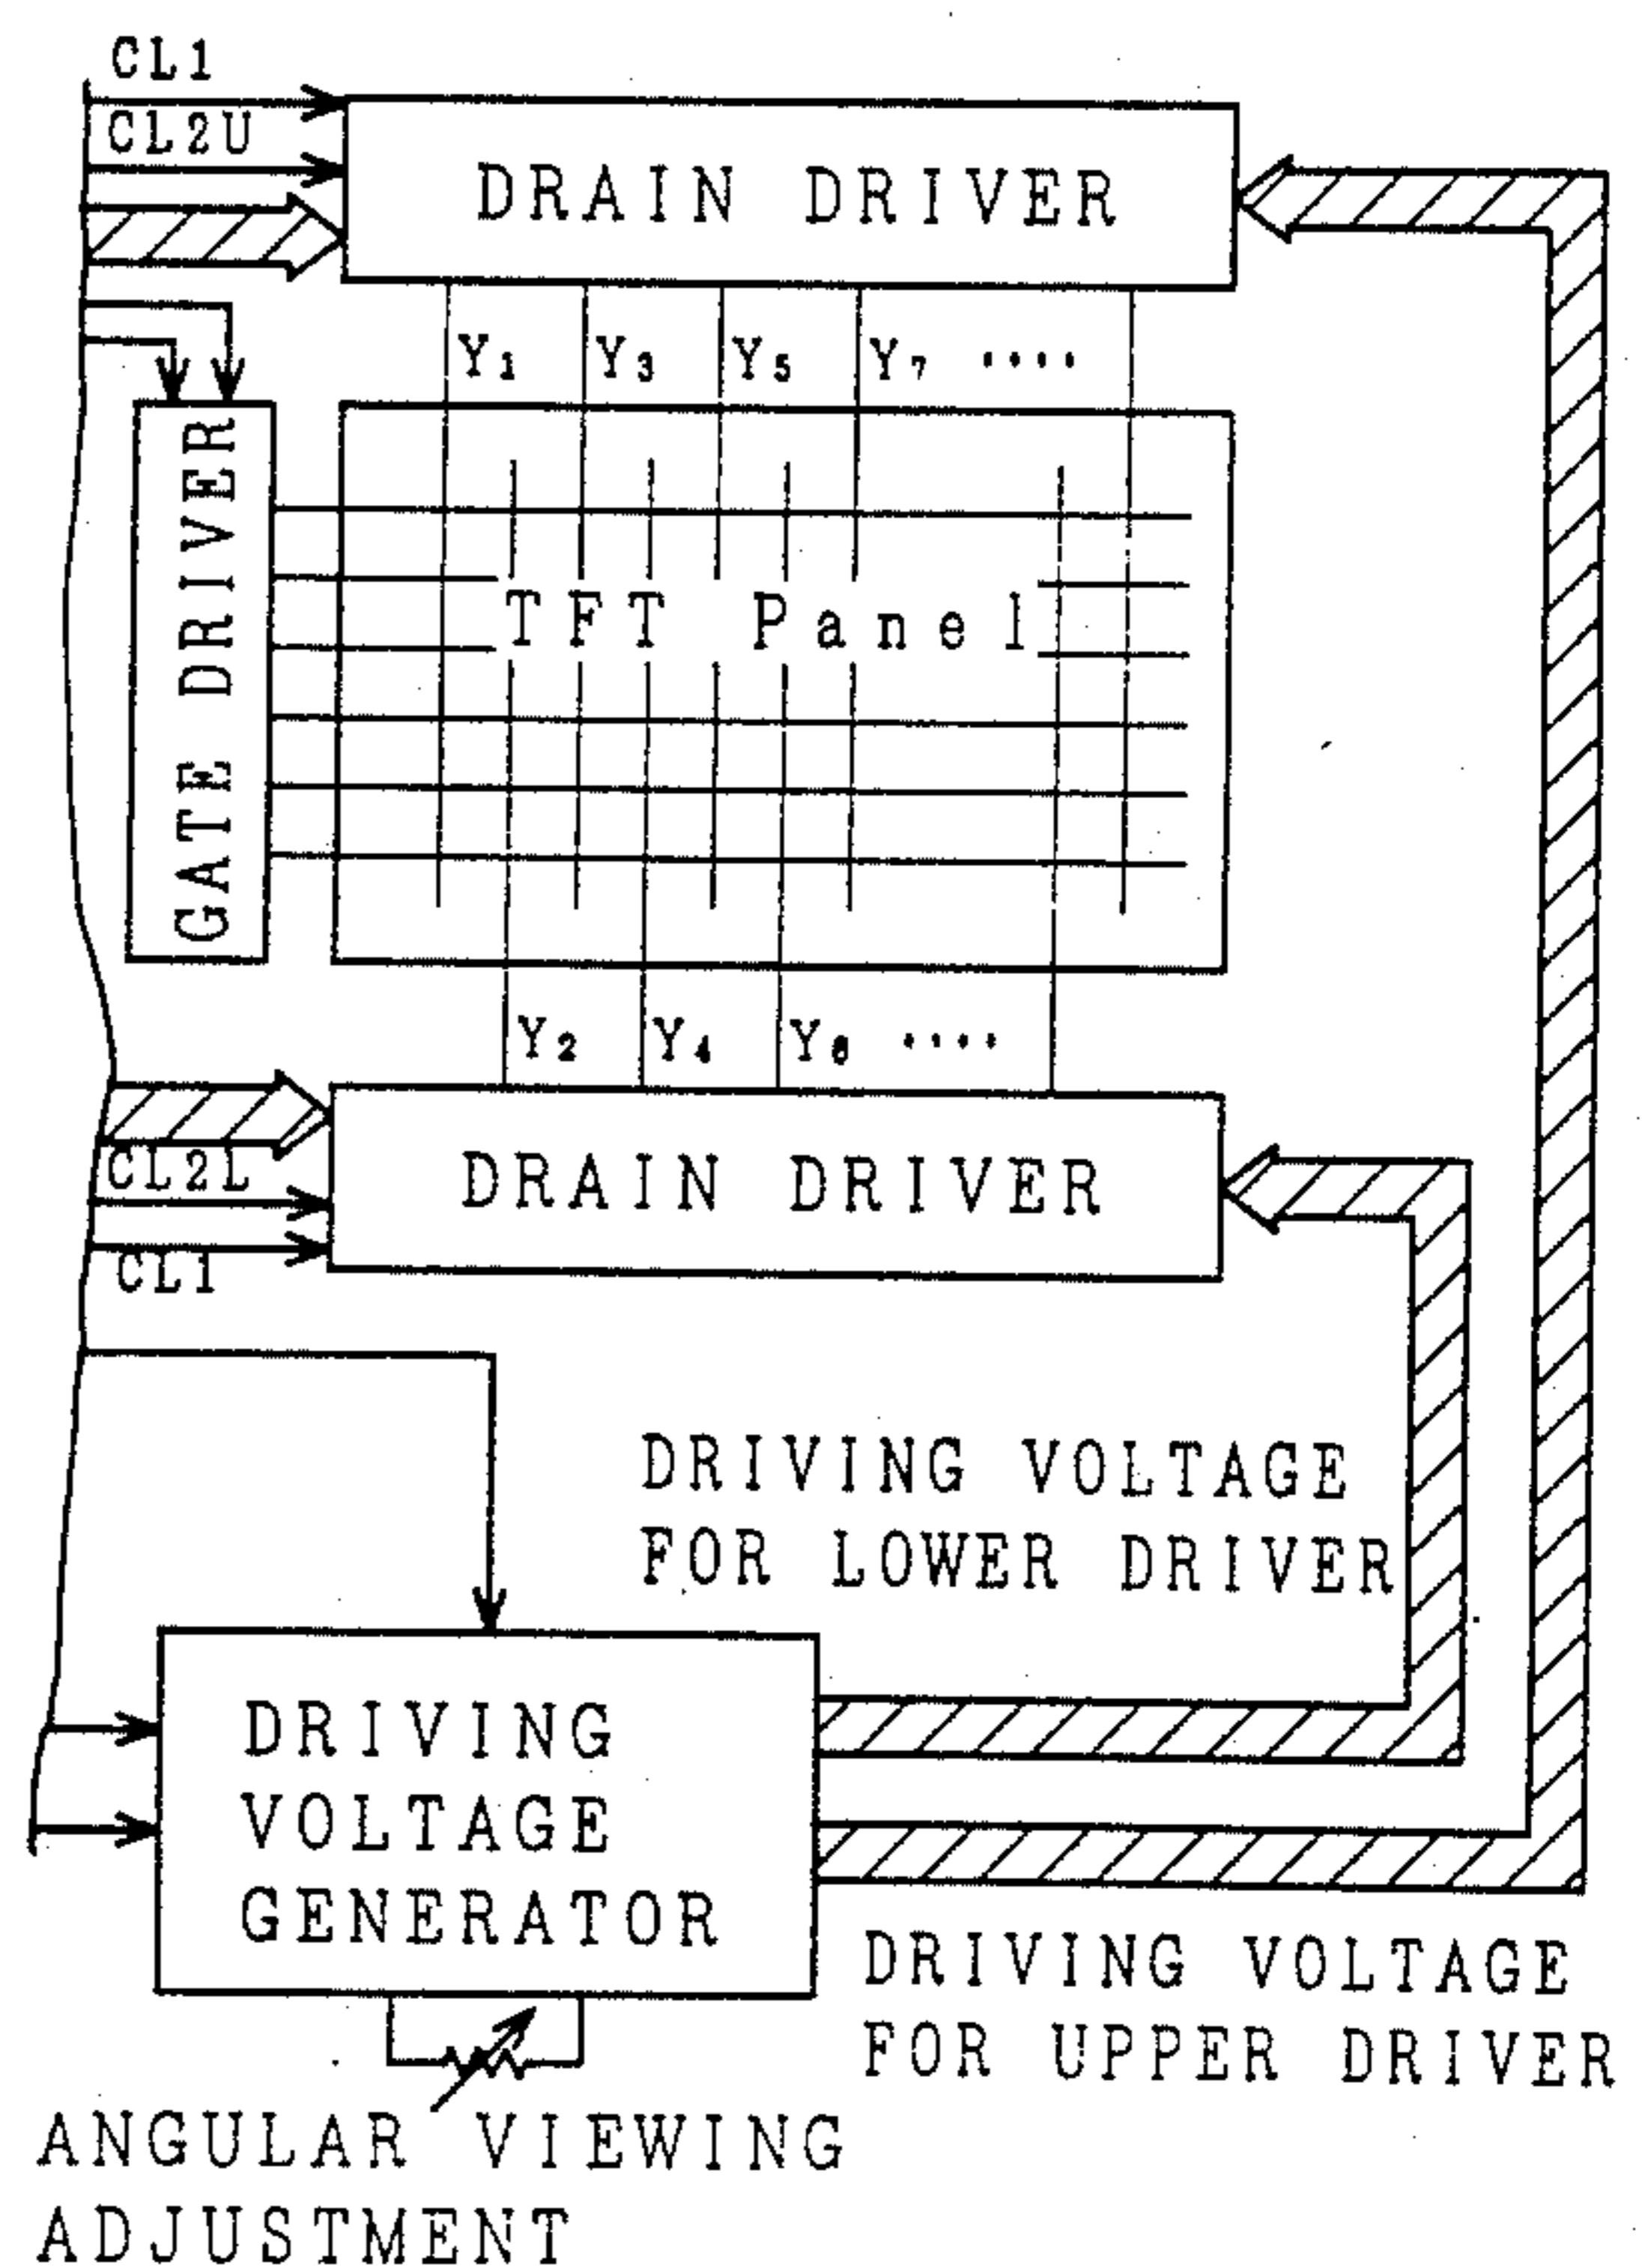 CL1
CL2U
DRAIN DRIVER
Y1 Y3 Y5 Y7 ····
GATE DRIVER
TFT Panel
Y2 Y4 Y6 ····
CL2L
DRAIN DRIVER
CL1
DRIVING VOLTAGE
FOR LOWER DRIVER
DRIVING
VOLTAGE
GENERATOR
DRIVING VOLTAGE
FOR UPPER DRIVER
ANGULAR VIEWING
ADJUSTMENT